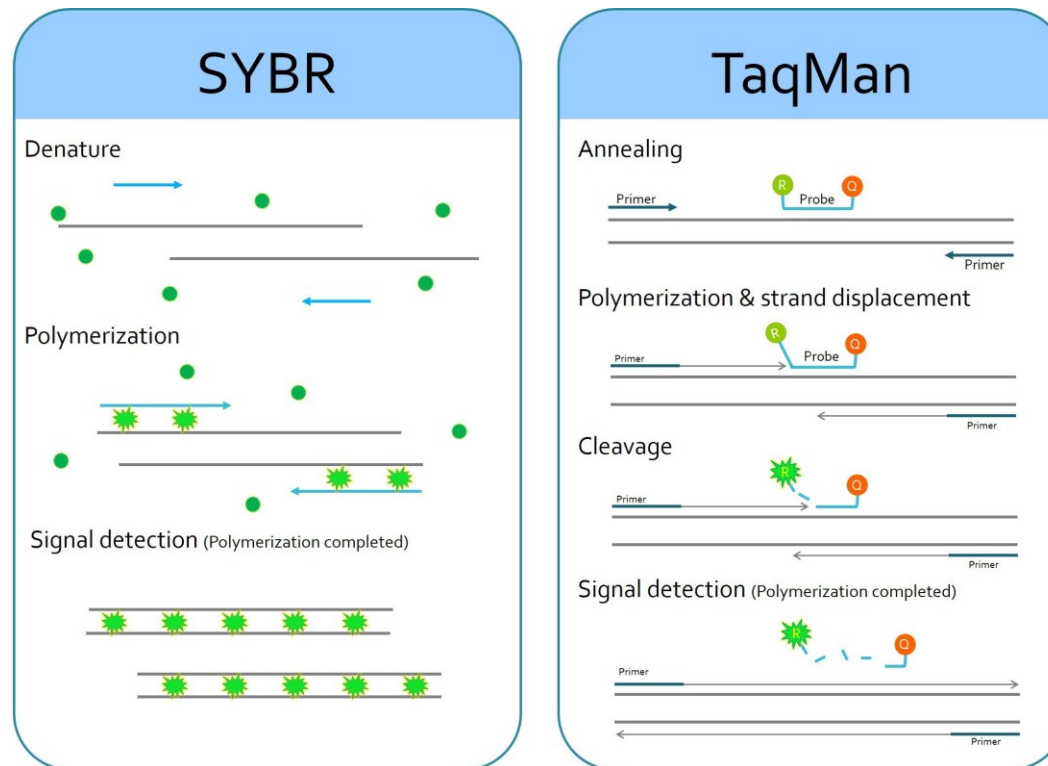 SYBR
Denature
Polymerization
Signal detection (Polymerization completed)
TaqMan
Annealing
R
Q
Primer
Probe
Primer
Polymerization & strand displacement
R
Q
Primer
Probe
Primer
Cleavage
R
Q
Primer
Primer
Signal detection (Polymerization completed)
R
Q
Primer
Primer